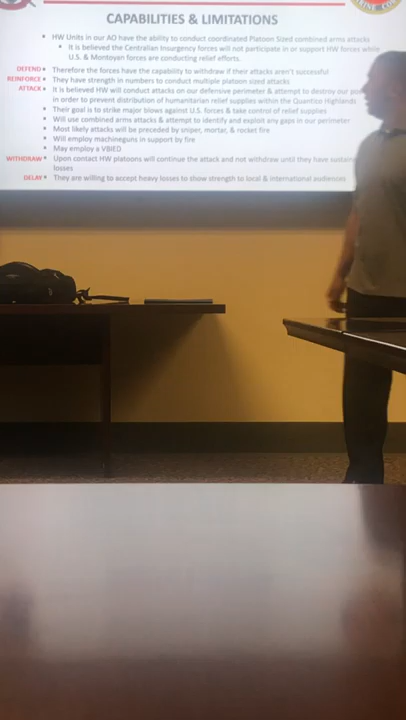 CAPABILITIES & LIMITATIONS
• HW Units in our AO have the ability to conduct coordinated Platoon Sized combined arms attacks
• It is believed the Centralian Insurgency forces will not participate in or support HW forces while
U.S. & Montoyan forces are conducting relief efforts.
DEFEND • Therefore the forces have the capability to withdraw if their attacks aren't successful
REINFORCE • They have strength in numbers to conduct multiple platoon sized attacks
ATTACK • It is believed HW will conduct attacks on our defensive perimeter & attempt to destroy our
in order to prevent distribution of humanitarian relief supplies within the Quantico Highlands
• Their goal is to strike major blows against U.S. forces & take control of relief supplies
• Will use combined arms attacks & attempt to identify and exploit any gaps in our perimeter
• Most likely attacks will be preceded by sniper, mortar, & rocket fire
• Will employ machineguns in support by fire
• May employ a VBIED
WITHDRAW • Upon contact HW platoons will continue the attack and not withdraw until they have
losses
DELAY • They are willing to accept heavy losses to show strength to local & international audiences